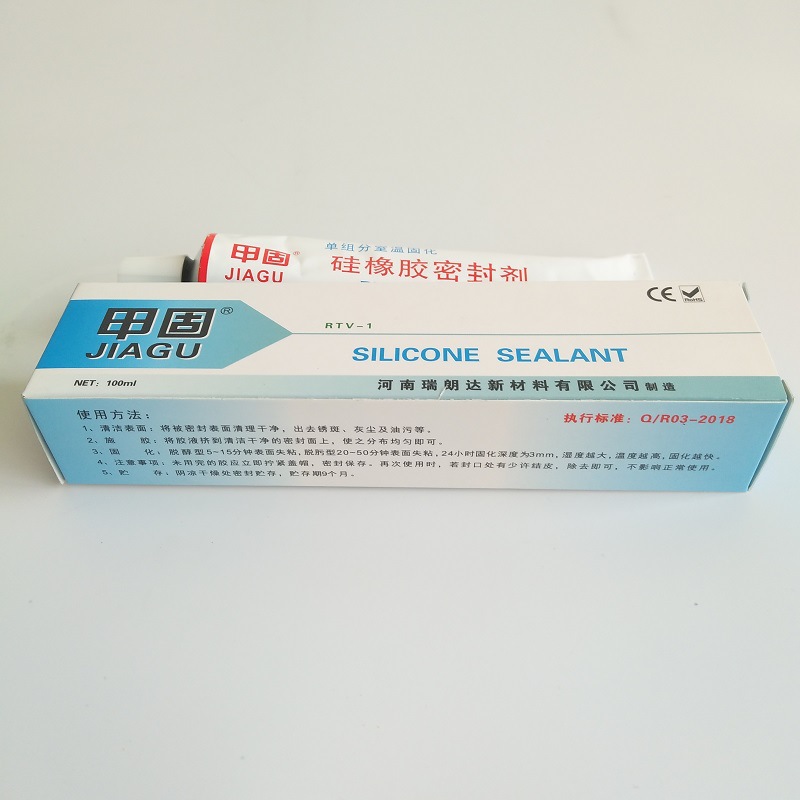 单组分室温固化
甲固®
JIAGU
硅橡胶密封剂
甲固®
JIAGU
RTV-1
CE
RoHS
SILICONE SEALANT
NET: 100ml
河南瑞朗达新材料有限公司 制造
使用方法:
执行标准: Q/R03-2018
1、清洁表面: 将被密封表面清理干净, 出去锈斑、灰尘及油污等。
2、施 胶: 将胶液挤到清洁干净的密封面上, 使之分布均匀即可。
3、固 化: 脱醇型5-15分钟表面失粘, 脱肟型20-50分钟表面失粘, 24小时固化深度为3mm, 湿度越大, 温度越高, 固化越快。
4、注意事项: 未用完的胶应立即拧紧盖帽, 密封保存。再次使用时, 若封口处有少许结皮, 除去即可, 不影响正常使用。
5、贮 存: 阴凉干燥处密封贮存, 贮存期9个月。